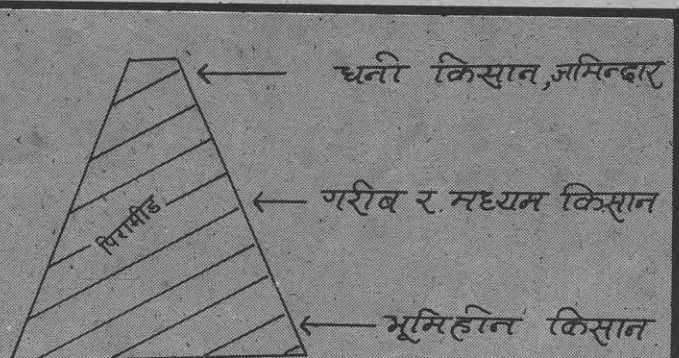 धनी किसान, जमिन्दार
गरीब र मध्यम किसान
पिरामीड
भूमिहीन किसान